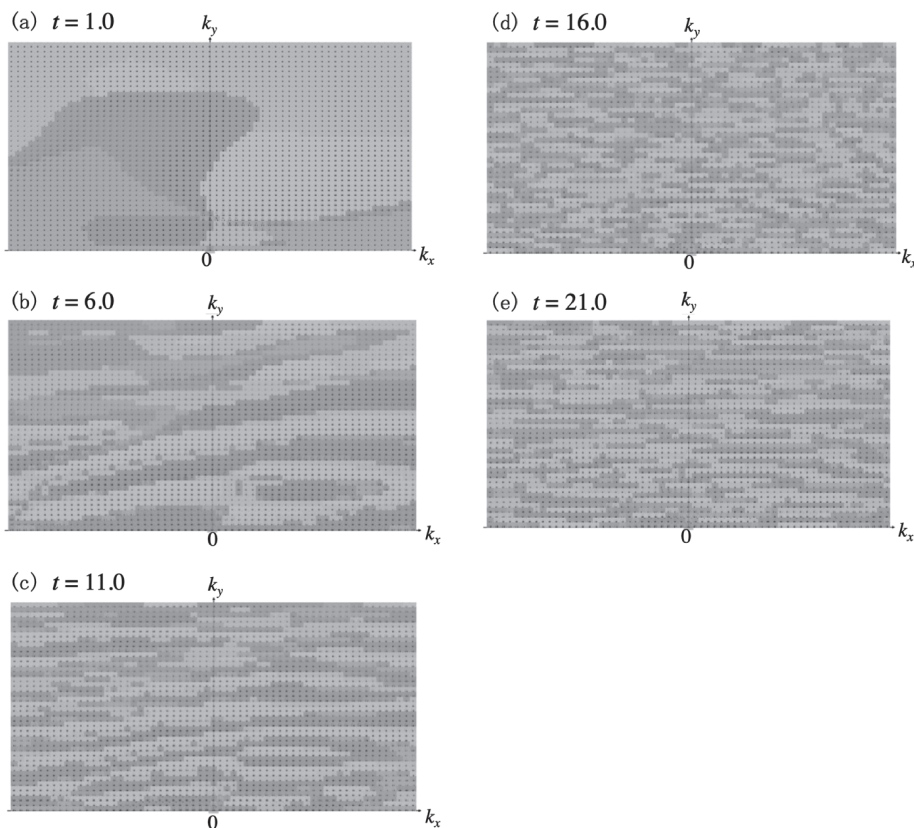 (a) t = 1.0
k_y
0
k_x
(b) t = 6.0
k_y
0
k_x
(c) t = 11.0
k_y
0
k_x
(d) t = 16.0
k_y
0
k_x
(e) t = 21.0
k_y
0
k_x